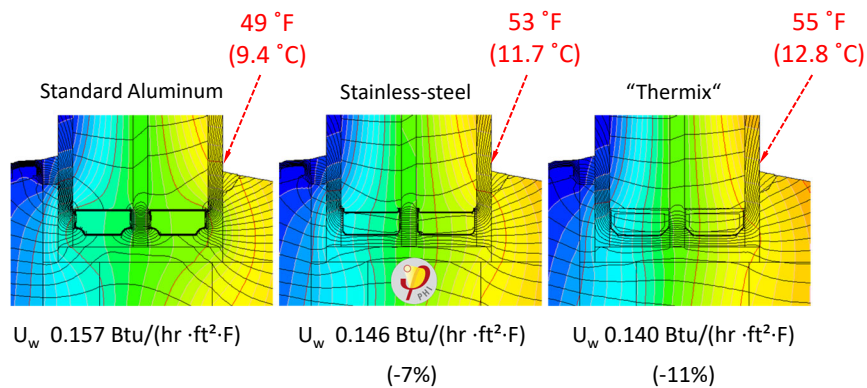 49 ˚F
(9.4 ˚C)
53 ˚F
(11.7 ˚C)
55 ˚F
(12.8 ˚C)
Standard Aluminum
Stainless-steel
“Thermix“
PHI
Uw 0.157 Btu/(hr ·ft²·F)
Uw 0.146 Btu/(hr ·ft²·F)
Uw 0.140 Btu/(hr ·ft²·F)
(-7%)
(-11%)